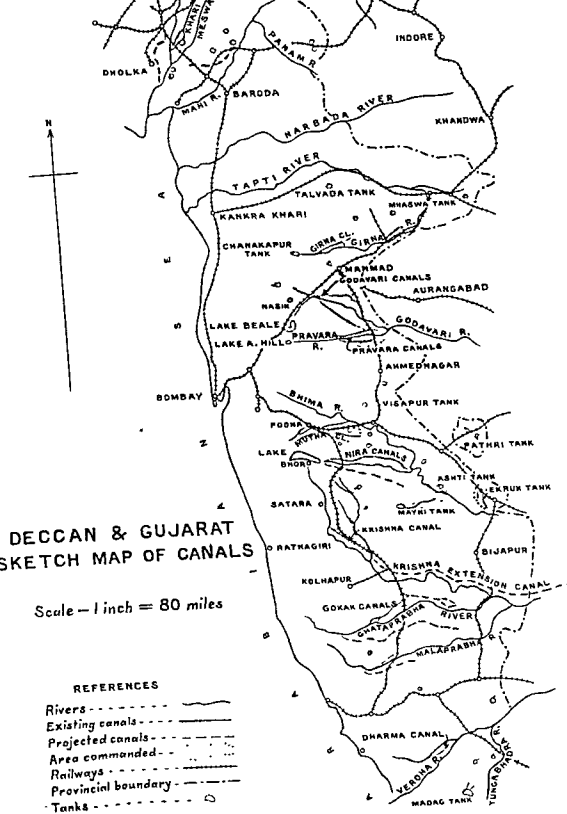 KHARI
MESWA
DHOLKA
MAHI R.
BARODA
PANAM R.
INDORE
NARBADA RIVER
KHANDWA
TAPTI RIVER
TALVADA TANK
MHASWA TANK
KANKRA KHARI
CHANAKAPUR
TANK
GIRNA CL.
GIRNA R.
MANMAD
GODAVARI CANALS
AURANGABAD
NASIK
LAKE BEALE
GODAVARI R.
LAKE A. HILL
PRAVARA
R.
PRAVARA CANALS
AHMEDNAGAR
BOMBAY
BHIMA R.
VISAPUR TANK
POONA
MUTHA CL.
PATHRI TANK
LAKE
BHOR
NIRA CANALS
ASHTI TANK
EKRUK TANK
SATARA
MAYNI TANK
KRISHNA CANAL
RATNAGIRI
BIJAPUR
KOLHAPUR
KRISHNA EXTENSION CANAL
GOKAK CANALS
GHATAPRABHA RIVER
MALAPRABHA R.
DHARMA CANAL
VERDHA R.
TUNGABHADRA R.
MADAG TANK
N
A R A B I A N S E A
DECCAN & GUJARAT
SKETCH MAP OF CANALS
Scale – 1 inch = 80 miles
REFERENCES
Rivers
Existing canals
Projected canals
Area commanded
Railways
Provincial boundary
Tanks